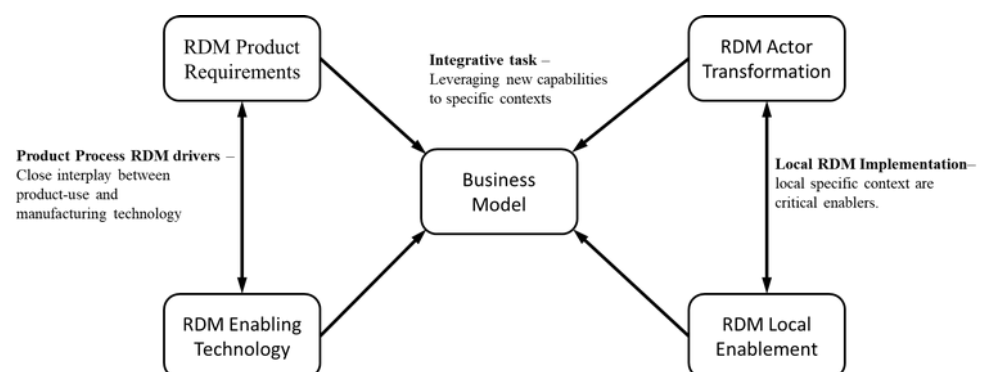 RDM Product
Requirements
Integrative task –
Leveraging new capabilities
to specific contexts
RDM Actor
Transformation
Product Process RDM drivers –
Close interplay between
product-use and
manufacturing technology
Business
Model
Local RDM Implementation–
local specific context are
critical enablers.
RDM Enabling
Technology
RDM Local
Enablement